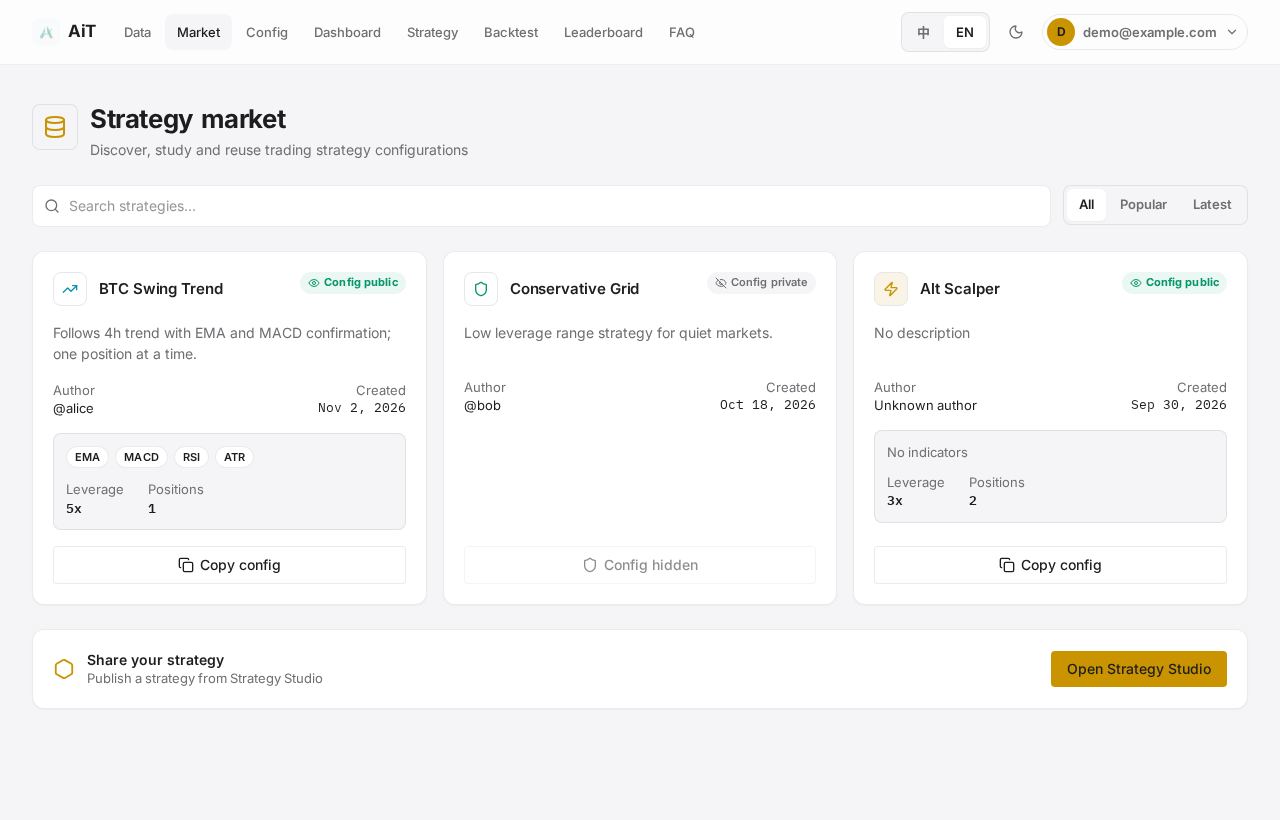 AiT
Data
Market
Config
Dashboard
Strategy
Backtest
Leaderboard
FAQ
中
EN
D
demo@example.com
Strategy market
Discover, study and reuse trading strategy configurations
Search strategies...
All
Popular
Latest
BTC Swing Trend
Config public
Follows 4h trend with EMA and MACD confirmation;
one position at a time.
Author
Created
@alice
Nov 2, 2026
EMA
MACD
RSI
ATR
Leverage
Positions
5x
1
Copy config
Conservative Grid
Config private
Low leverage range strategy for quiet markets.
Author
Created
@bob
Oct 18, 2026
Config hidden
Alt Scalper
Config public
No description
Author
Created
Unknown author
Sep 30, 2026
No indicators
Leverage
Positions
3x
2
Copy config
Share your strategy
Publish a strategy from Strategy Studio
Open Strategy Studio